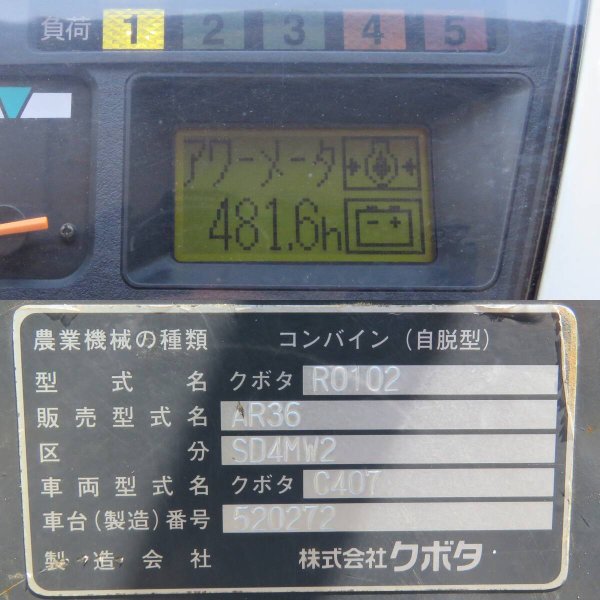 負荷 1 2 3 4 5
アワーメータ
481.6h
農業機械の種類 コンバイン(自脱型)
型式名 クボタ R0102
販売型式名 AR36
区分 SD4MW2
車両型式名 クボタ C407
車台(製造)番号 520272
製造会社 株式会社クボタ